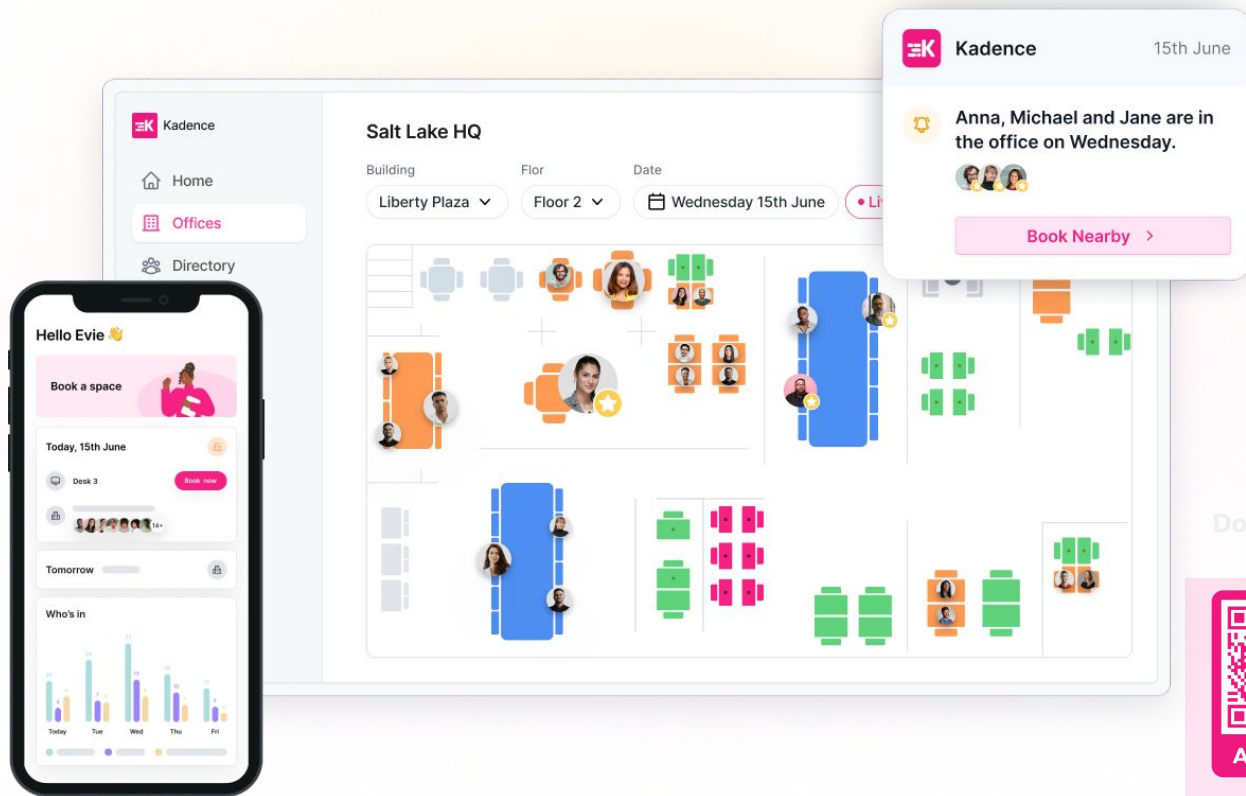 Kadence
15th June
Anna, Michael and Jane are in
the office on Wednesday.
Book Nearby
Kadence
Home
Offices
Directory
Salt Lake HQ
Building
Flor
Date
Liberty Plaza
Floor 2
Wednesday 15th June
Hello Evie
Book a space
Today, 15th June
Desk 3
Book now
14+
Tomorrow
Who's in
Today
Tue
Wed
Thu
Fri